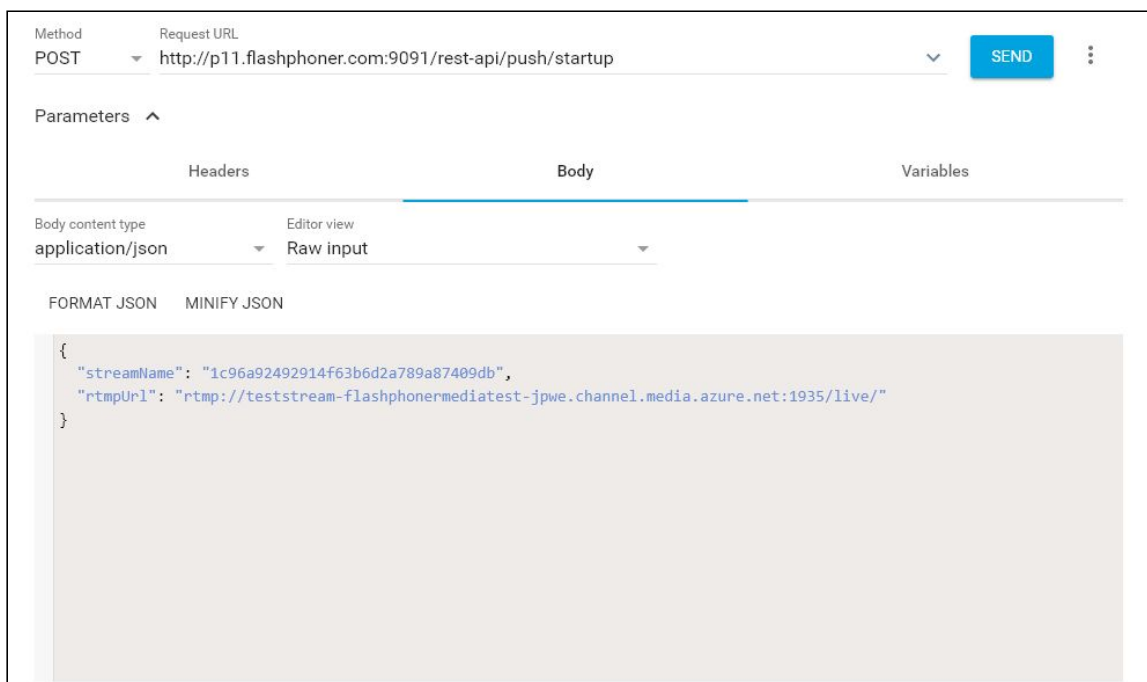 Method Request URL
POST http://p11.flashphoner.com:9091/rest-api/push/startup SEND
Parameters
Headers Body Variables
Body content type Editor view
application/json Raw input
FORMAT JSON MINIFY JSON
{
"streamName": "1c96a92492914f63b6d2a789a87409db",
"rtmpUrl": "rtmp://teststream-flashphonermediatest-jpwe.channel.media.azure.net:1935/live/"
}